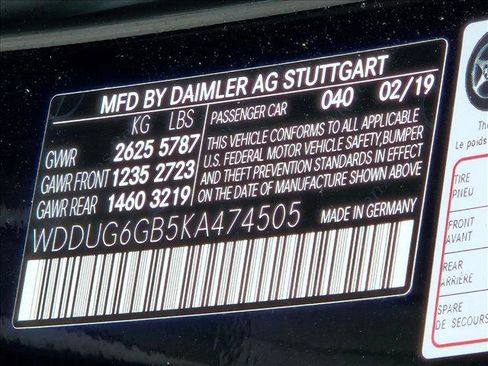 MFD BY DAIMLER AG STUTTGART
KG LBS
PASSENGER CAR 040 02/19
GVWR 2625 5787
GAWR FRONT 1235 2723
GAWR REAR 1460 3219
THIS VEHICLE CONFORMS TO ALL APPLICABLE
U.S. FEDERAL MOTOR VEHICLE SAFETY, BUMPER
AND THEFT PREVENTION STANDARDS IN EFFECT
ON THE DATE OF MANUFACTURE SHOWN ABOVE
WDDUG6GB5KA474505
MADE IN GERMANY
The
Le poids
TIRE
PNEU
FRONT
AVANT
REAR
ARRIÈRE
SPARE
DE SECOURS